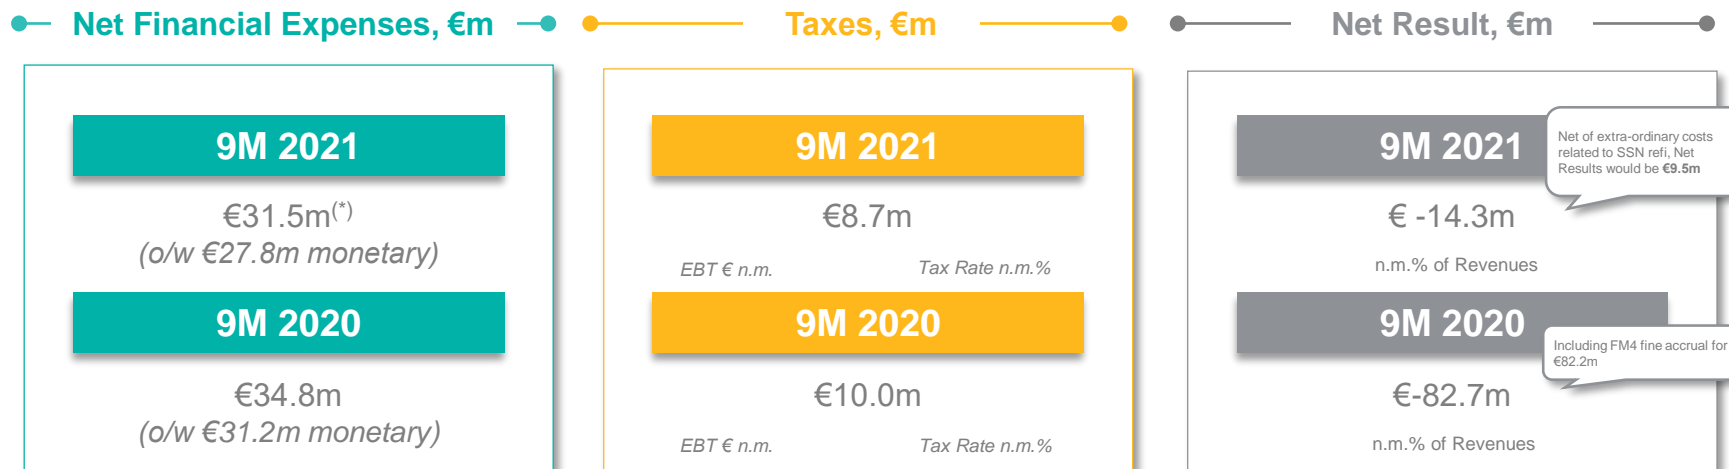 Net Financial Expenses, €m
9M 2021
€31.5m(*)
(o/w €27.8m monetary)
9M 2020
€34.8m
(o/w €31.2m monetary)
Taxes, €m
9M 2021
€8.7m
EBT € n.m. Tax Rate n.m.%
9M 2020
€10.0m
EBT € n.m. Tax Rate n.m.%
Net Result, €m
9M 2021
Net of extra-ordinary costs
related to SSN refi, Net
Results would be €9.5m
€ -14.3m
n.m.% of Revenues
9M 2020
Including FM4 fine accrual for
€82.2m
€-82.7m
n.m.% of Revenues